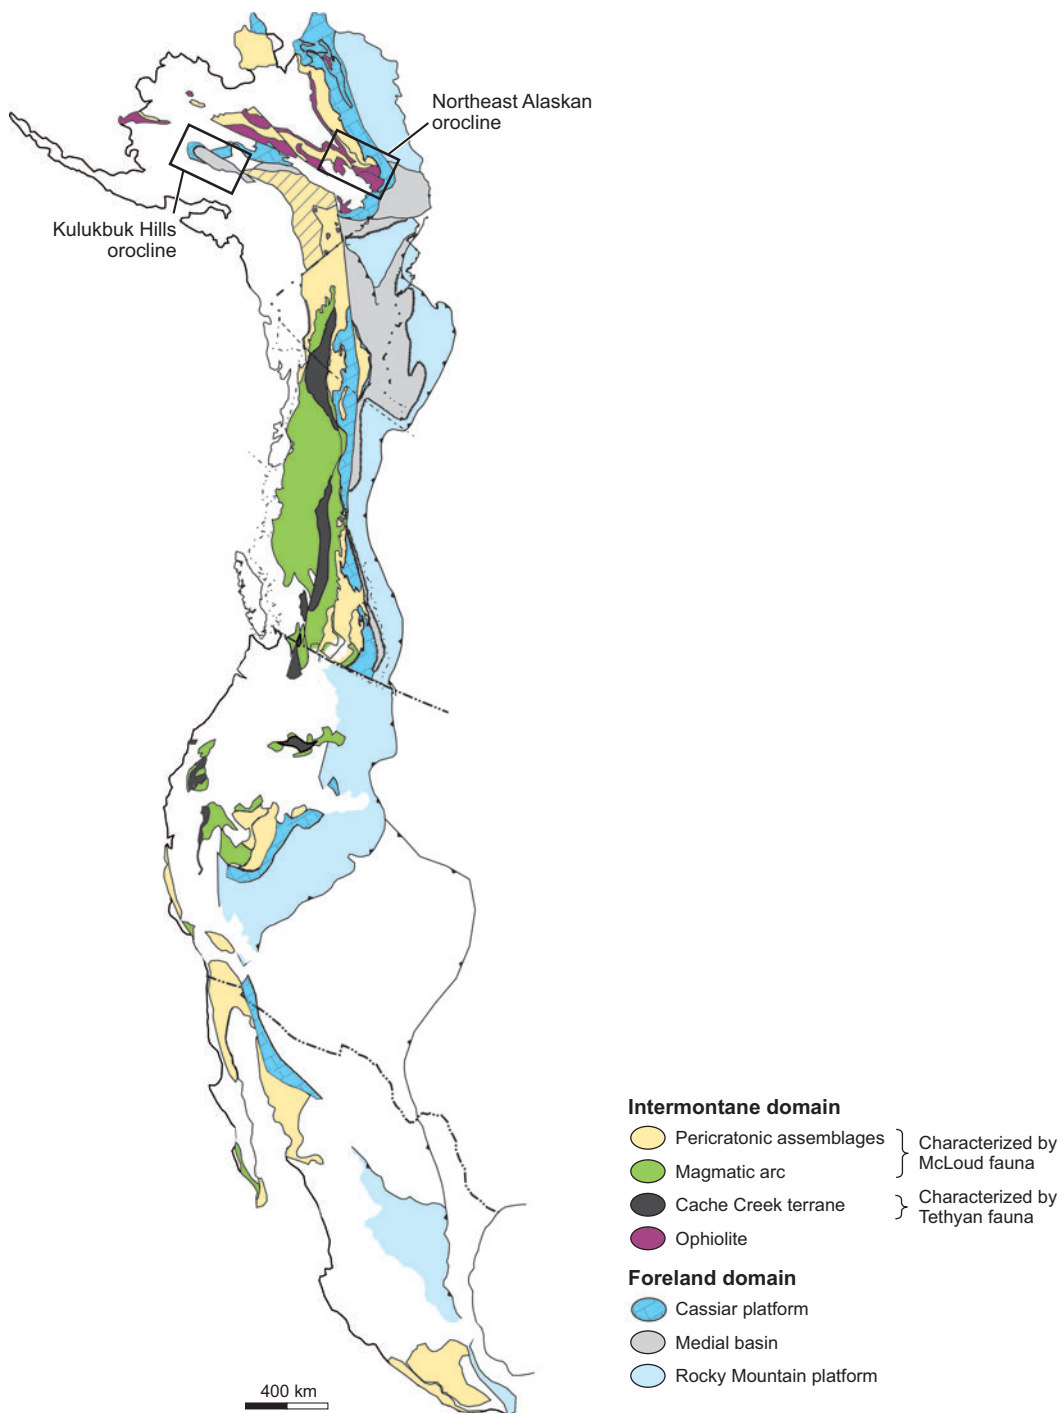 Northeast Alaskan
orocline
Kulukbuk Hills
orocline
Intermontane domain
Pericratonic assemblages
Magmatic arc
Characterized by
McLoud fauna
Cache Creek terrane
Characterized by
Tethyan fauna
Ophiolite
Foreland domain
Cassiar platform
Medial basin
Rocky Mountain platform
400 km